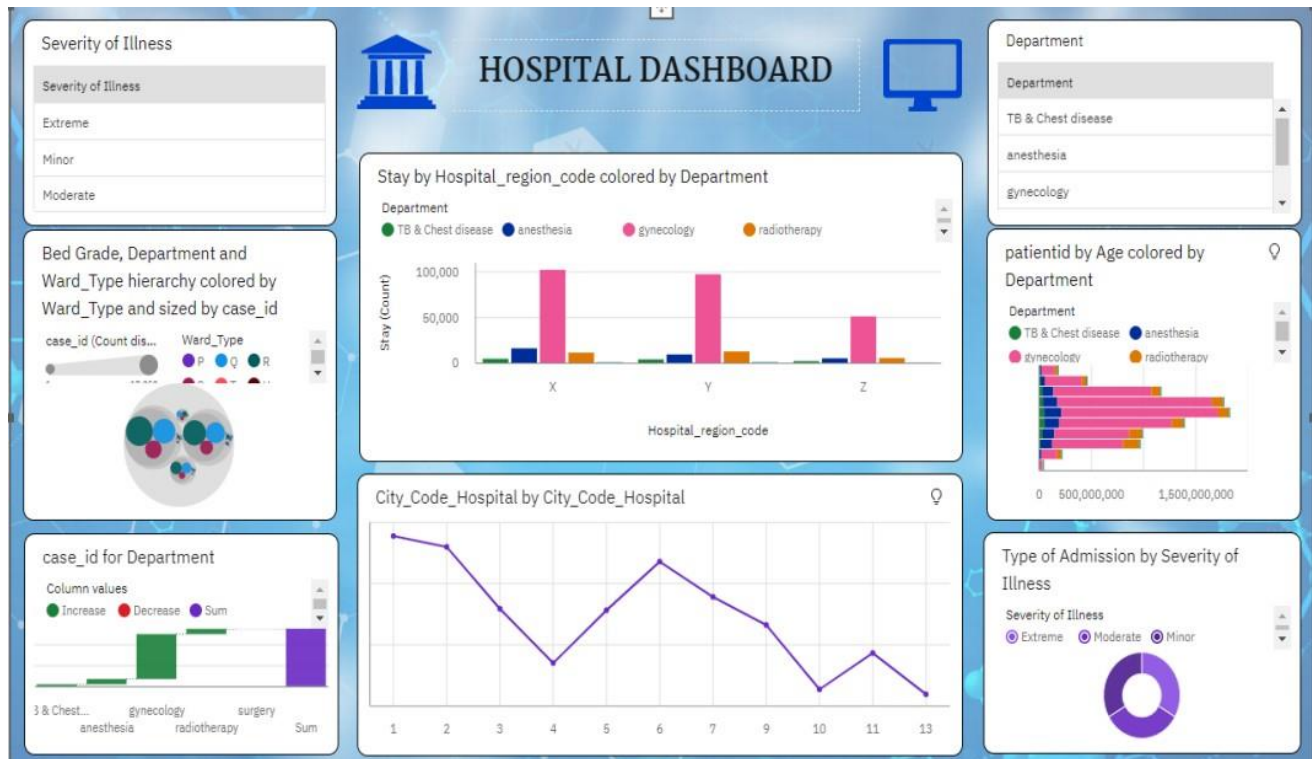 Severity of Illness
Severity of Illness
Extreme
Minor
Moderate
HOSPITAL DASHBOARD
Department
Department
TB & Chest disease
anesthesia
gynecology
Stay by Hospital_region_code colored by Department
Department
TB & Chest disease anesthesia gynecology radiotherapy
Stay (Count)
100,000
50,000
0
X Y Z
Hospital_region_code
Bed Grade, Department and
Ward_Type hierarchy colored by
Ward_Type and sized by case_id
case_id (Count dis... Ward_Type
P Q R
patientid by Age colored by
Department
Department
TB & Chest disease anesthesia
gynecology radiotherapy
0 500,000,000 1,500,000,000
case_id for Department
Column values
Increase Decrease Sum
& Chest... gynecology surgery
anesthesia radiotherapy Sum
City_Code_Hospital by City_Code_Hospital
1 2 3 4 5 6 7 9 10 11 13
Type of Admission by Severity of
Illness
Severity of Illness
Extreme Moderate Minor